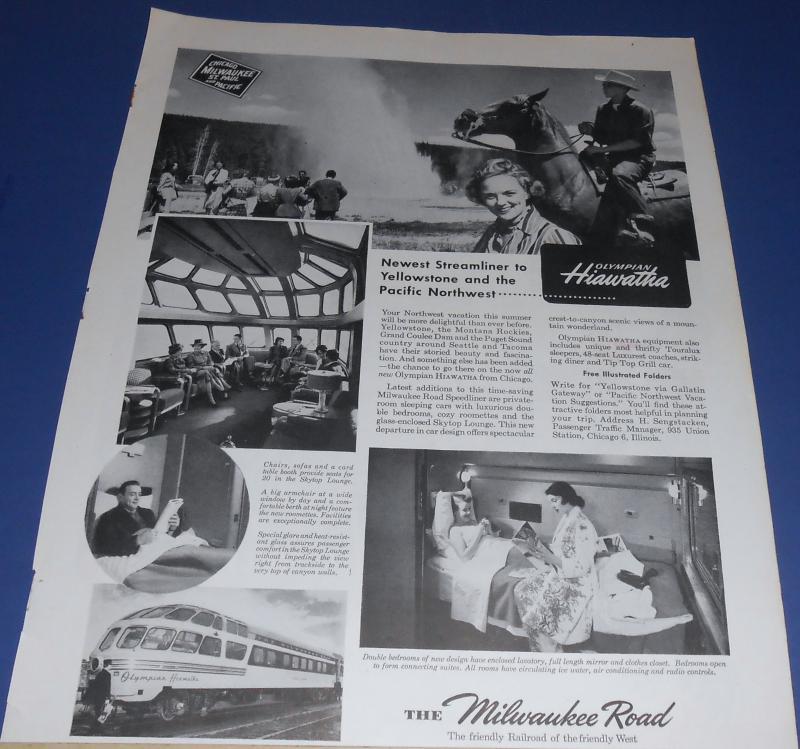 CHICAGO
MILWAUKEE
ST. PAUL
AND
PACIFIC
Newest Streamliner to
Yellowstone and the
Pacific Northwest
OLYMPIAN
Hiawatha
Your Northwest vacation this summer
will be more delightful than ever before.
Yellowstone, the Montana Rockies,
Grand Coulee Dam and the Puget Sound
country around Seattle and Tacoma
have their storied beauty and fascina-
tion. And something else has been added
—the chance to go there on the now all
new Olympian HIAWATHA from Chicago.
Latest additions to this time-saving
Milwaukee Road Speedliner are private-
room sleeping cars with luxurious dou-
ble bedrooms, cozy roomettes and the
glass-enclosed Skytop Lounge. This new
departure in car design offers spectacular
crest-to-canyon scenic views of a moun-
tain wonderland.
Olympian HIAWATHA equipment also
includes unique and thrifty Touralux
sleepers, 48-seat Luxurest coaches, strik-
ing diner and Tip Top Grill car.
Free Illustrated Folders
Write for “Yellowstone via Gallatin
Gateway” or “Pacific Northwest Vaca-
tion Suggestions.” You'll find these at-
tractive folders most helpful in planning
your trip. Address H. Sengstacken,
Passenger Traffic Manager, 935 Union
Station, Chicago 6, Illinois.
Chairs, sofas and a card
table booth provide seats for
20 in the Skytop Lounge.
A big armchair at a wide
window by day and a com-
fortable berth at night feature
the new roomettes. Facilities
are exceptionally complete.
Special glare and heat-resist-
ant glass assures passenger
comfort in the Skytop Lounge
without impeding the view
right from trackside to the
very top of canyon walls.
Olympian Hiawatha
Double bedrooms of new design have enclosed lavatory, full length mirror and clothes closet. Bedrooms open
to form connecting suites. All rooms have circulating ice water, air conditioning and radio controls.
THE Milwaukee Road
The friendly Railroad of the friendly West